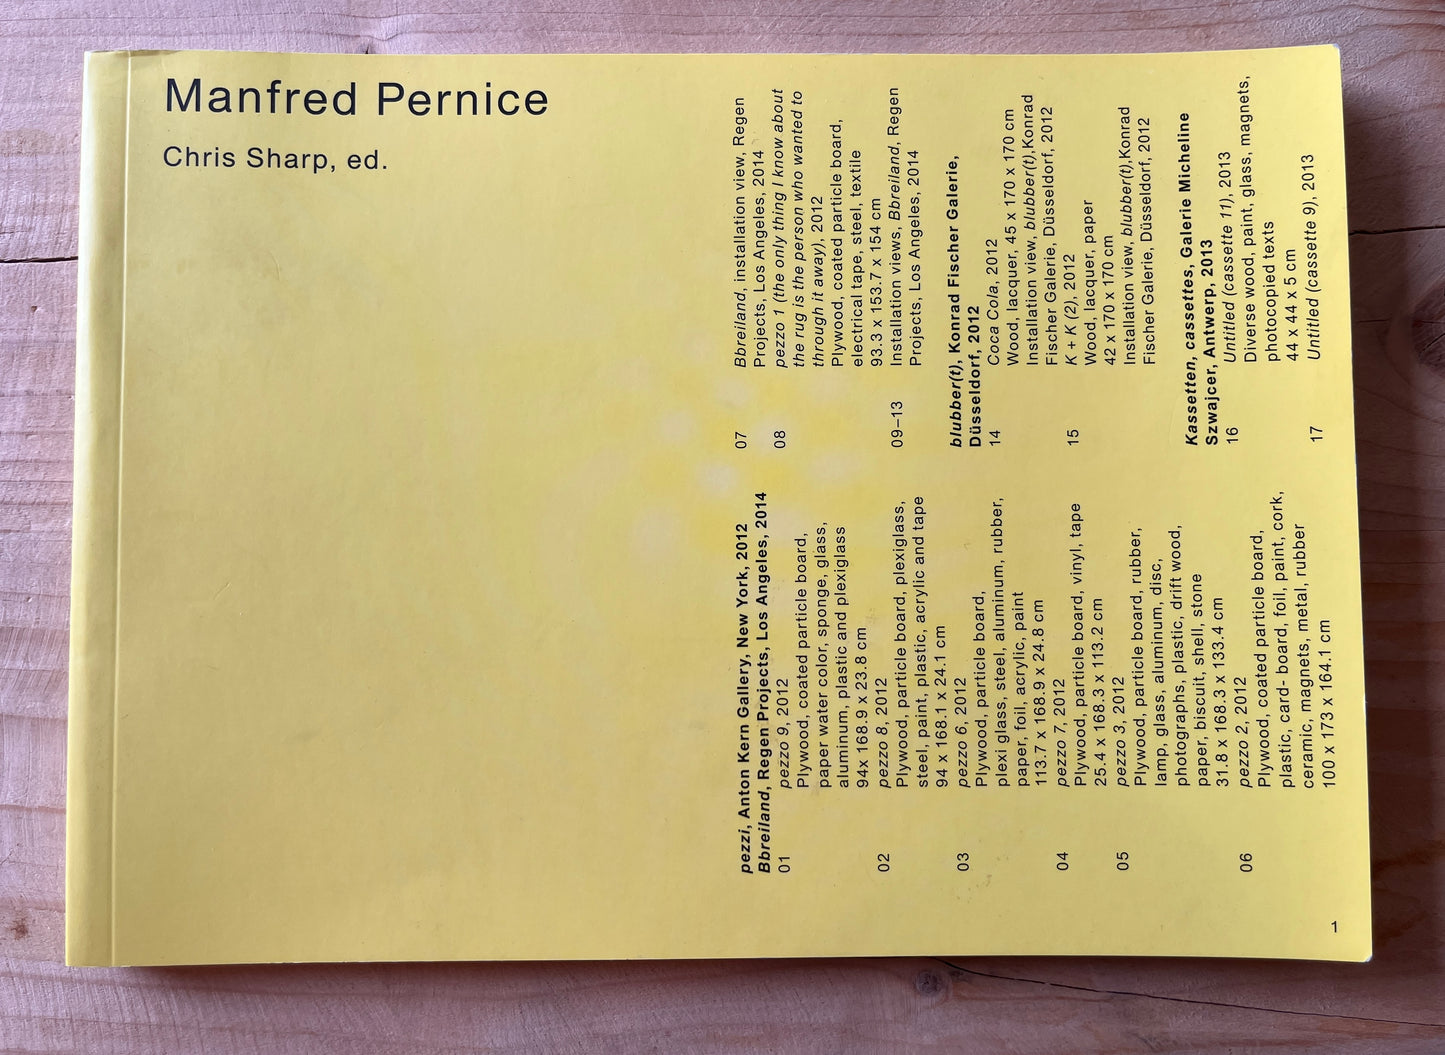 Manfred Pernice
Chris Sharp, ed.
pezzi, Anton Kern Gallery, New York, 2012
Bbreiland, Regen Projects, Los Angeles, 2014
01 pezzo 9, 2012
Plywood, coated particle board,
paper water color, sponge, glass,
aluminum, plastic and plexiglass
94x 168.9 x 23.8 cm
02 pezzo 8, 2012
Plywood, particle board, plexiglass,
steel, paint, plastic, acrylic and tape
94 x 168.1 x 24.1 cm
03 pezzo 6, 2012
Plywood, particle board,
plexi glass, steel, aluminum, rubber,
paper, foil, acrylic, paint
113.7 x 168.9 x 24.8 cm
04 pezzo 7, 2012
Plywood, particle board, vinyl, tape
25.4 x 168.3 x 113.2 cm
05 pezzo 3, 2012
Plywood, particle board, rubber,
lamp, glass, aluminum, disc,
photographs, plastic, drift wood,
paper, biscuit, shell, stone
31.8 x 168.3 x 133.4 cm
06 pezzo 2, 2012
Plywood, coated particle board,
plastic, card- board, foil, paint, cork,
ceramic, magnets, metal, rubber
100 x 173 x 164.1 cm
07 Bbreiland, installation view, Regen
Projects, Los Angeles, 2014
08 pezzo 1 (the only thing I know about
the rug is the person who wanted to
through it away), 2012
Plywood, coated particle board,
electrical tape, steel, textile
93.3 x 153.7 x 154 cm
09–13 Installation views, Bbreiland, Regen
Projects, Los Angeles, 2014
blubber(t), Konrad Fischer Galerie,
Düsseldorf, 2012
14 Coca Cola, 2012
Wood, lacquer, 45 x 170 x 170 cm
Installation view, blubber(t),Konrad
Fischer Galerie, Düsseldorf, 2012
15 K + K (2), 2012
Wood, lacquer, paper
42 x 170 x 170 cm
Installation view, blubber(t),Konrad
Fischer Galerie, Düsseldorf, 2012
Kassetten, cassettes, Galerie Micheline
Szwajcer, Antwerp, 2013
16 Untitled (cassette 11), 2013
Diverse wood, paint, glass, magnets,
photocopied texts
44 x 44 x 5 cm
17 Untitled (cassette 9), 2013
1